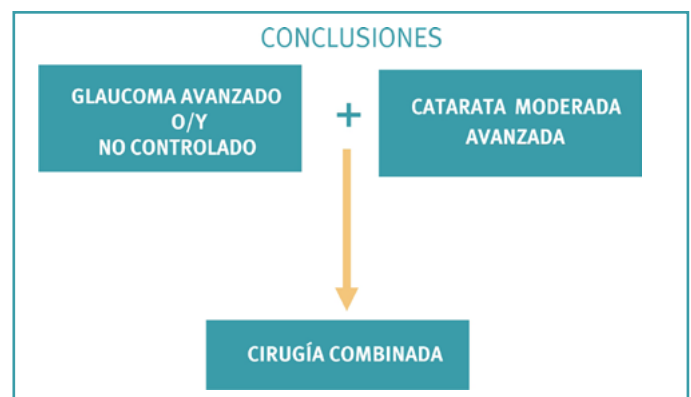 CONCLUSIONES
GLAUCOMA AVANZADO
O/Y
NO CONTROLADO
+
CATARATA MODERADA
AVANZADA
CIRUGÍA COMBINADA